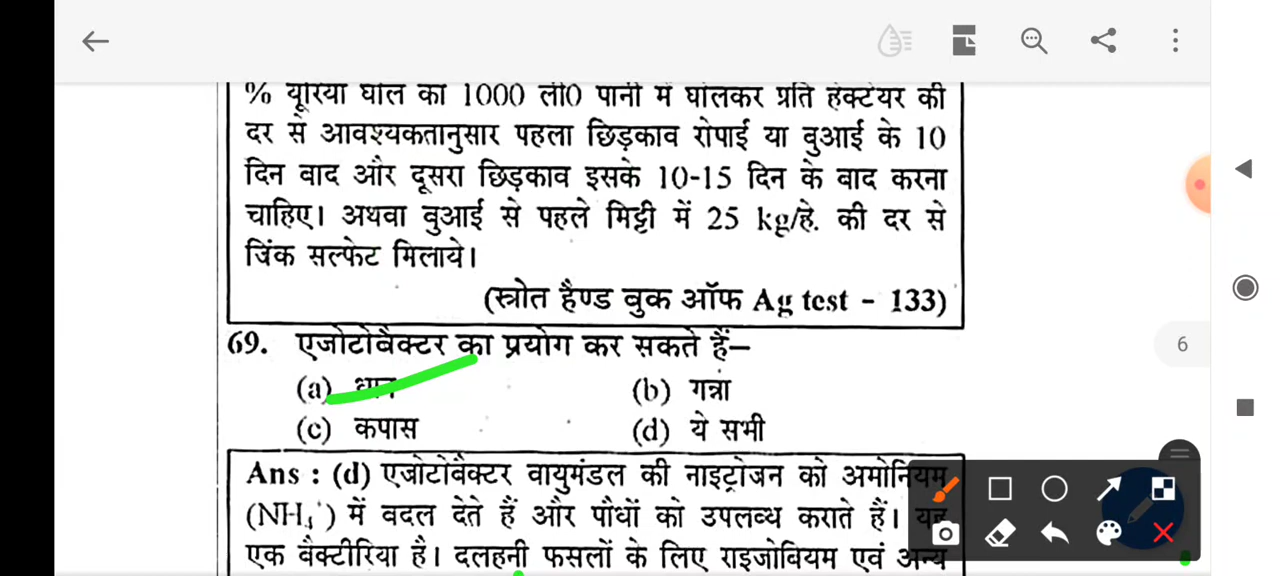 % यूरिया घोल को 1000 ली0 पानी में घोलकर प्रति हेक्टेयर की
दर से आवश्यकतानुसार पहला छिड़काव रोपाई या बुआई के 10
दिन बाद और दूसरा छिड़काव इसके 10-15 दिन के बाद करना
चाहिए। अथवा बुआई से पहले मिट्टी में 25 kg/हे. की दर से
जिंक सल्फेट मिलाये।
(स्त्रोत हैण्ड बुक ऑफ Ag test - 133)
69. एजोटोबैक्टर का प्रयोग कर सकते हैं–
(a) धान (b) गन्ना
(c) कपास (d) ये सभी
Ans : (d) एजोटोबैक्टर वायुमंडल की नाइट्रोजन को अमोनियम
(NH₄⁺) में बदल देते हैं और पौधों को उपलब्ध कराते हैं। यह
एक बैक्टीरिया है। दलहनी फसलों के लिए राइजोबियम एवं अन्य
6